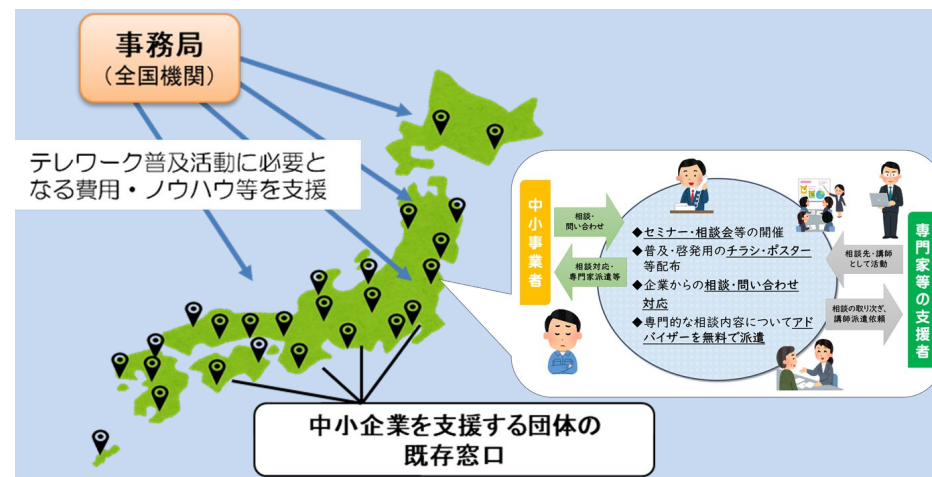 事務局
（全国機関）
テレワーク普及活動に必要と
なる費用・ノウハウ等を支援
中小事業者
相談・
問い合わせ
相談対応・
専門家派遣等
◆セミナー・相談会等の開催
◆普及・啓発用のチラシ・ポスター
等配布
◆企業からの相談・問い合わせ
対応
◆専門的な相談内容についてアド
バイザーを無料で派遣
相談先・講師
として活動
相談の取り次ぎ、
講師派遣依頼
専門家等の支援者
中小企業を支援する団体の
既存窓口